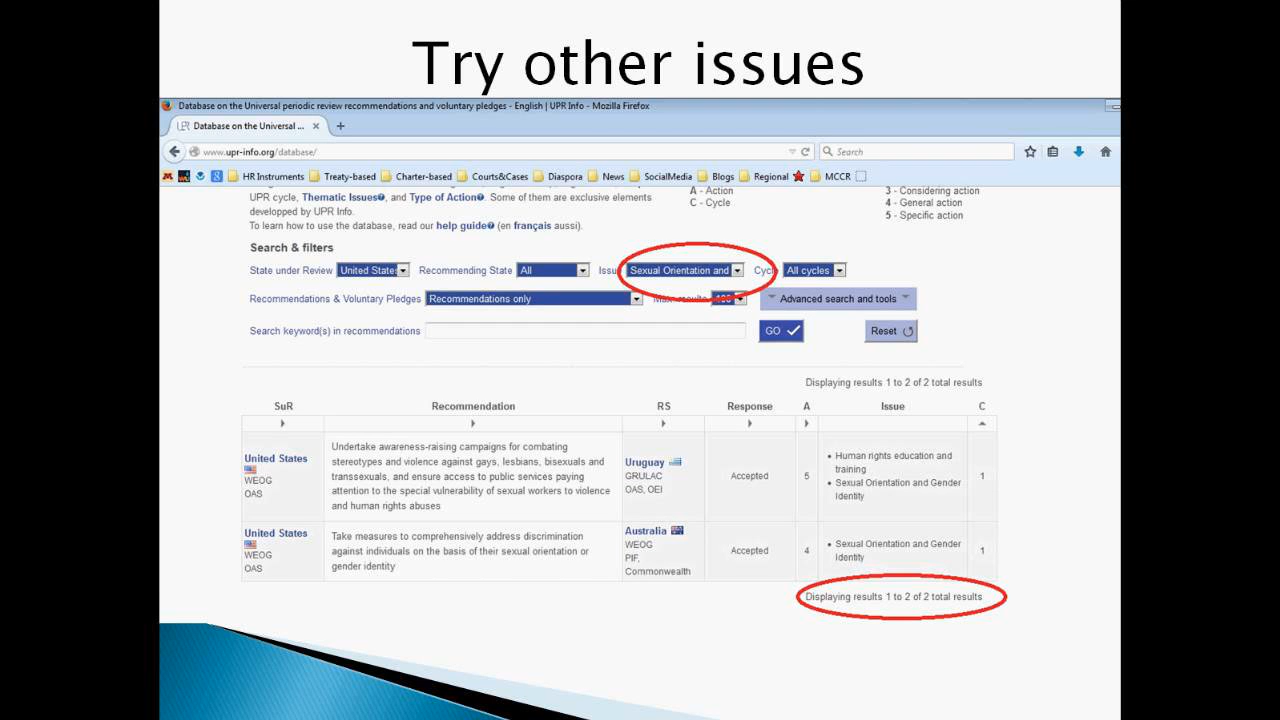 Try other issues
Database on the Universal periodic review recommendations and voluntary pledges - English | UPR Info - Mozilla Firefox
UPR Database on the Universal ... × +
www.upr-info.org/database/ Search
HR Instruments Treaty-based Charter-based Courts&Cases Diaspora News SocialMedia Blogs Regional MCCR
UPR cycle, Thematic Issues, and Type of Action. Some of them are exclusive elements
developped by UPR Info.
To learn how to use the database, read our help guide (en français aussi).
A - Action
C - Cycle
3 - Considering action
4 - General action
5 - Specific action
Search & filters
State under Review United States Recommending State All Issue Sexual Orientation and Cycle All cycles
Recommendations & Voluntary Pledges Recommendations only Max results 100 Advanced search and tools
Search keyword(s) in recommendations GO Reset
Displaying results 1 to 2 of 2 total results
SuR Recommendation RS Response A Issue C
United States
WEOG
OAS
Undertake awareness-raising campaigns for combating
stereotypes and violence against gays, lesbians, bisexuals and
transsexuals, and ensure access to public services paying
attention to the special vulnerability of sexual workers to violence
and human rights abuses
Uruguay
GRULAC
OAS, OEI
Accepted
5
• Human rights education and
training
• Sexual Orientation and Gender
Identity
1
United States
WEOG
OAS
Take measures to comprehensively address discrimination
against individuals on the basis of their sexual orientation or
gender identity
Australia
WEOG
PIF,
Commonwealth
Accepted
4
• Sexual Orientation and Gender
Identity
1
Displaying results 1 to 2 of 2 total results